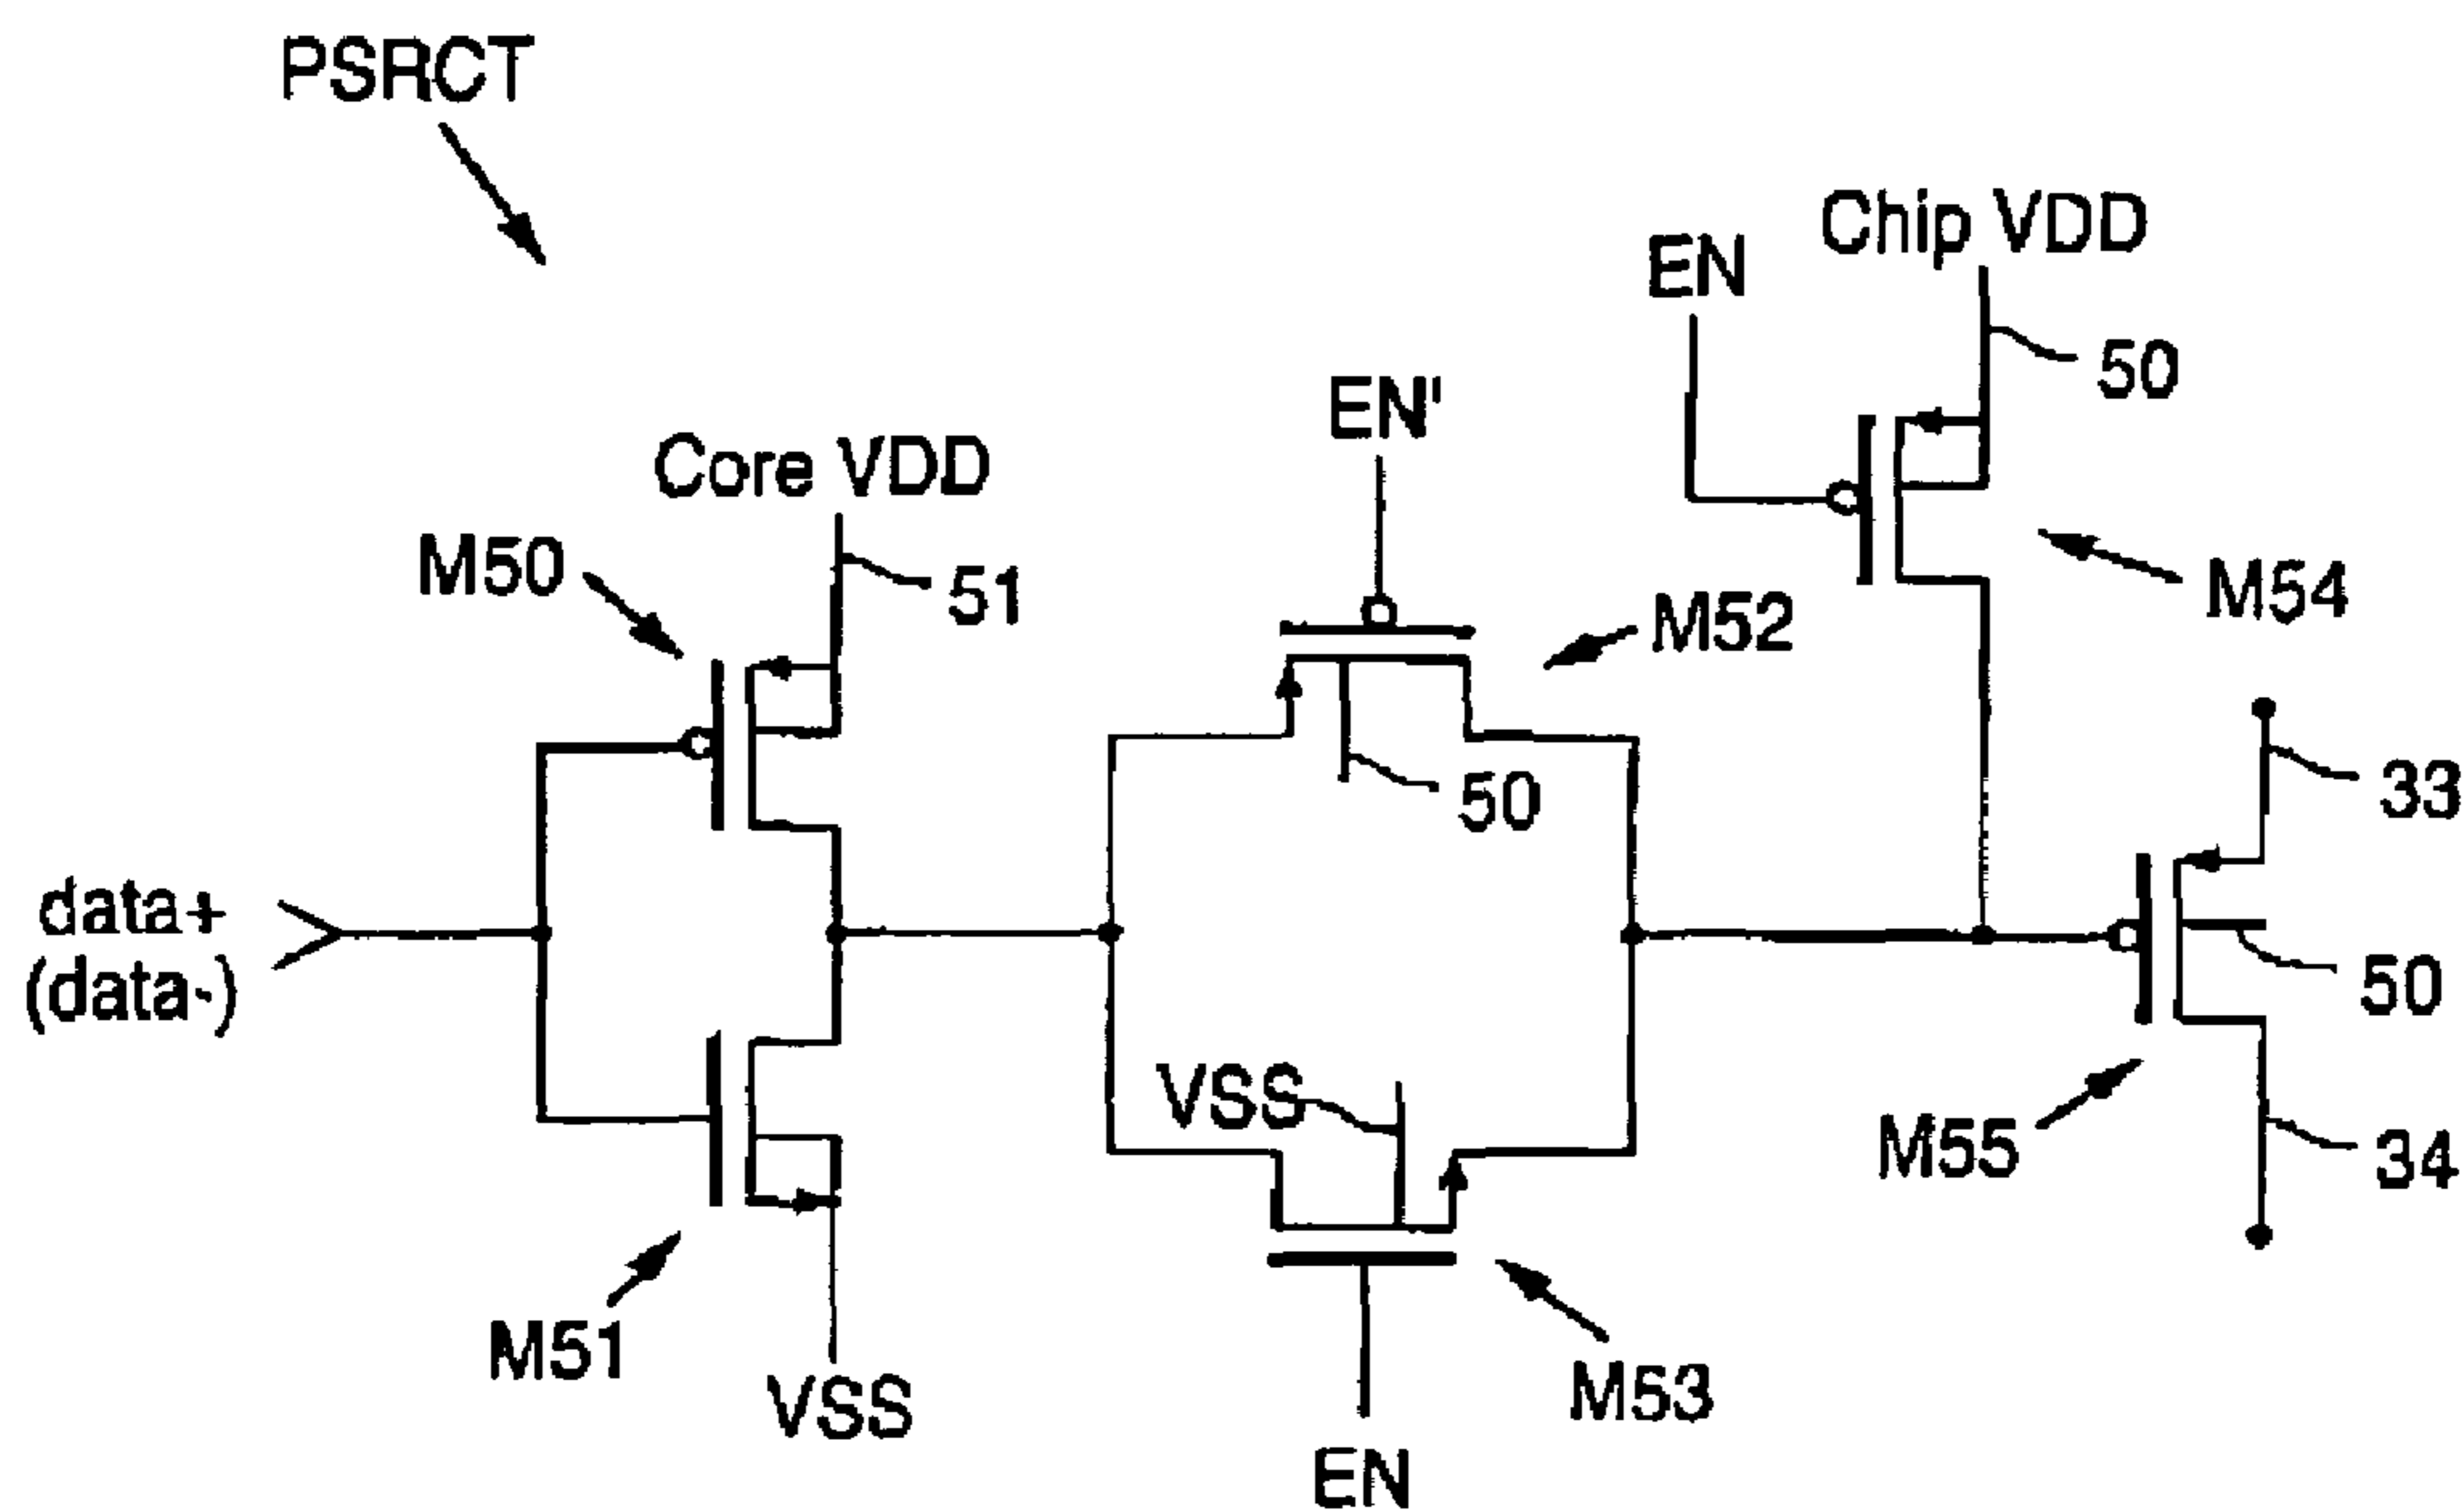 PSRCT
Chip VDD
EN
50
EN'
Core VDD
M50
51
M52
M54
50
33
data+
(data-)
50
VSS
M55
34
M51
VSS
M53
EN